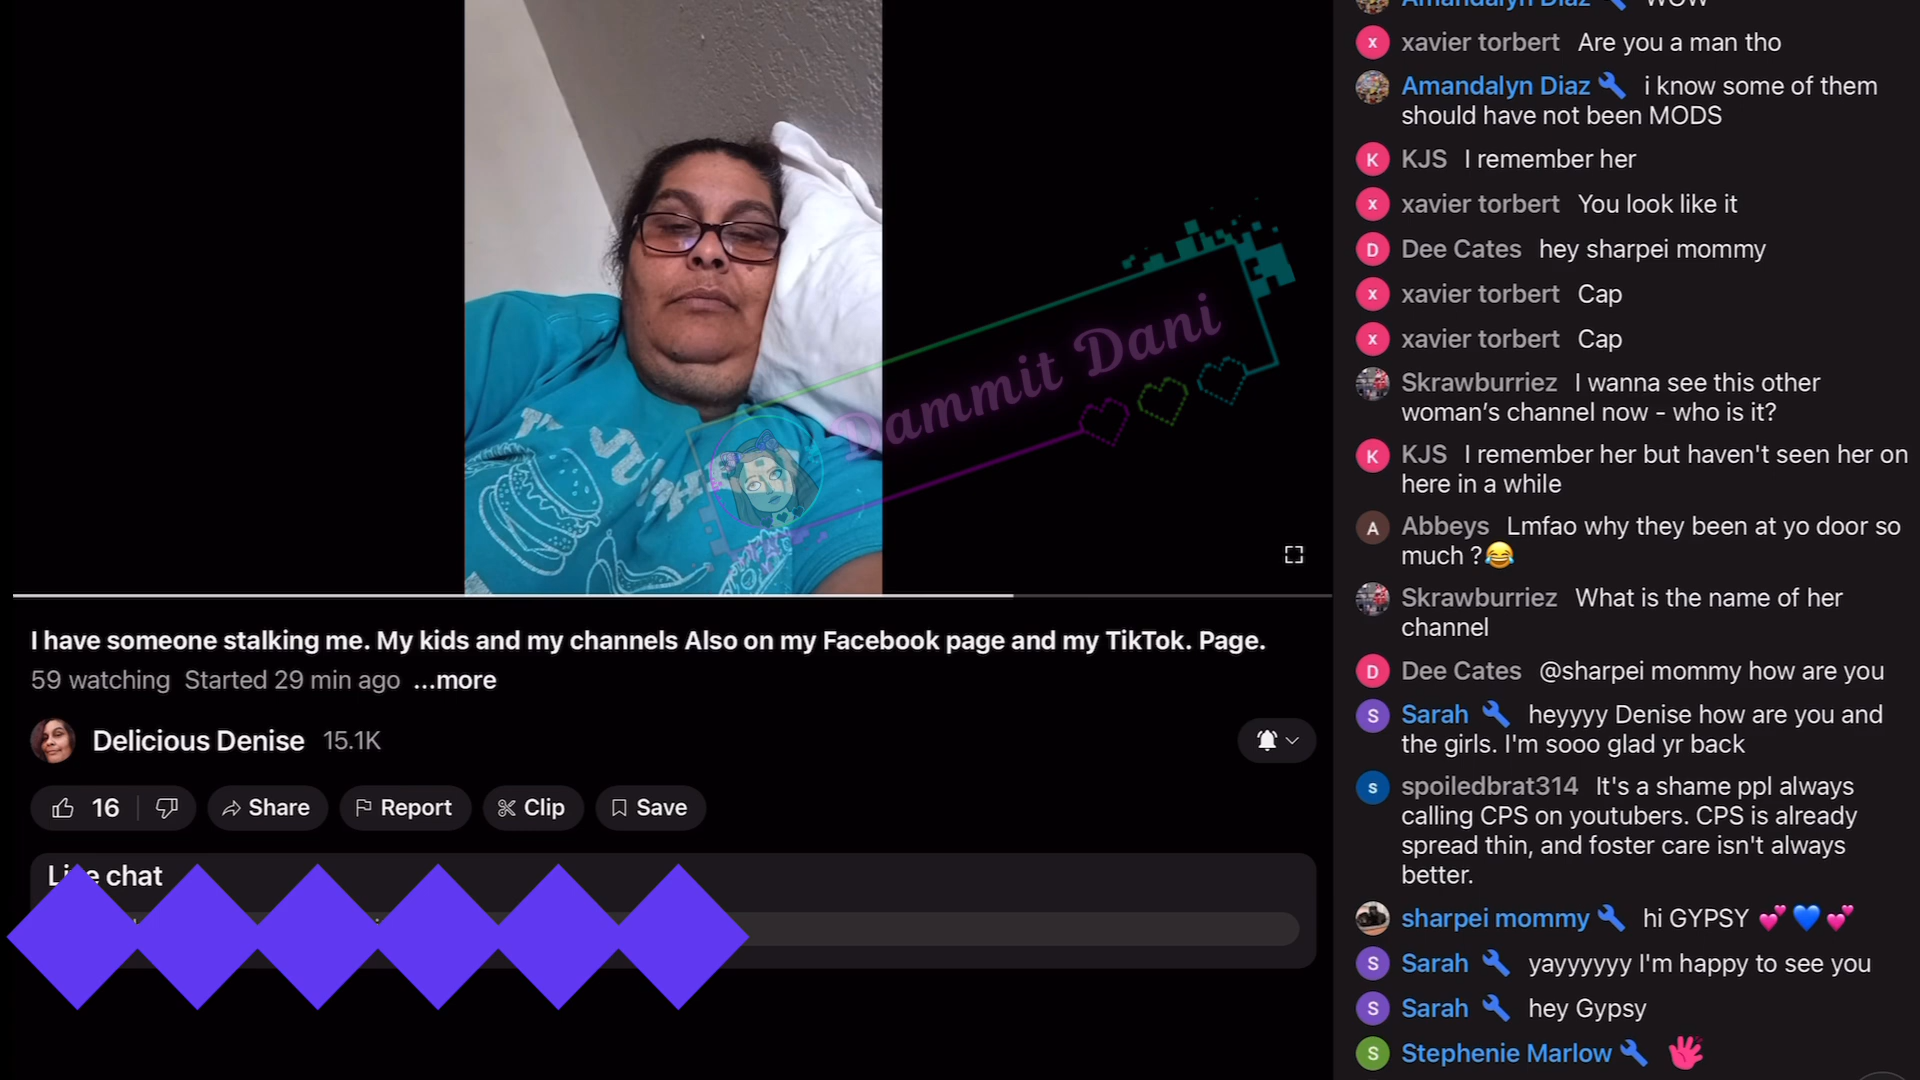 Amandalyn Diaz WOW
xavier torbert Are you a man tho
Amandalyn Diaz i know some of them
should have not been MODS
KJS I remember her
xavier torbert You look like it
Dee Cates hey sharpei mommy
xavier torbert Cap
xavier torbert Cap
Skrawburriez I wanna see this other
woman’s channel now - who is it?
KJS I remember her but haven't seen her on
here in a while
Abbeys Lmfao why they been at yo door so
much ?😂
Skrawburriez What is the name of her
channel
Dee Cates @sharpei mommy how are you
Sarah heyyyy Denise how are you and
the girls. I'm sooo glad yr back
spoiledbrat314 It's a shame ppl always
calling CPS on youtubers. CPS is already
spread thin, and foster care isn't always
better.
sharpei mommy hi GYPSY 💕💙💕
Sarah yayyyyyy I'm happy to see you
Sarah hey Gypsy
Stephenie Marlow
Dammit Dani
I have someone stalking me. My kids and my channels Also on my Facebook page and my TikTok. Page.
59 watching Started 29 min ago ...more
Delicious Denise 15.1K
16 Share Report Clip Save
chat